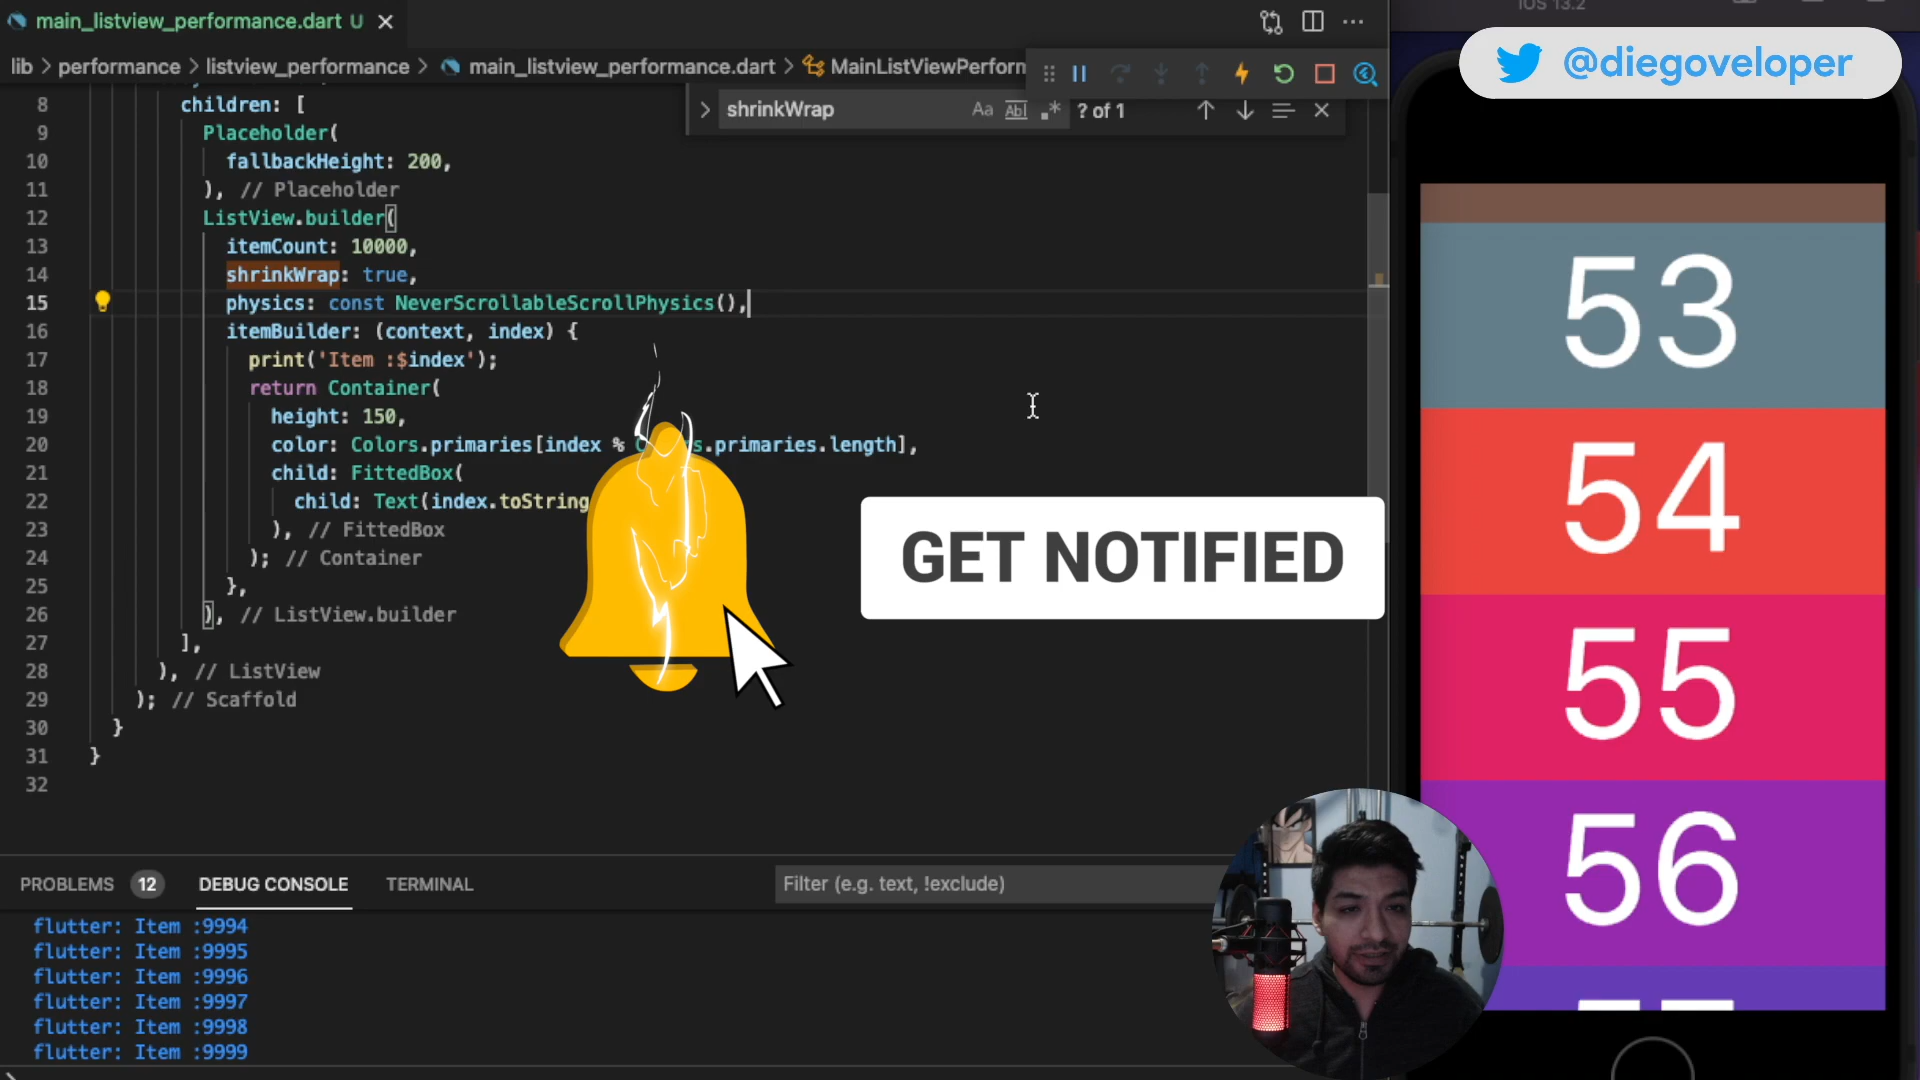 main_listview_performance.dart U
iOS 13.2
@diegoveloper
lib > performance > listview_performance > main_listview_performance.dart > MainListViewPerform
shrinkWrap
Aa Abl .* ? of 1
8 children: [
9 Placeholder(
10 fallbackHeight: 200,
11 ), // Placeholder
12 ListView.builder(
13 itemCount: 10000,
14 shrinkWrap: true,
15 physics: const NeverScrollableScrollPhysics(),
16 itemBuilder: (context, index) {
17 print('Item :$index');
18 return Container(
19 height: 150,
20 color: Colors.primaries[index % C s.primaries.length],
21 child: FittedBox(
22 child: Text(index.toString
23 ), // FittedBox
24 ); // Container
25 },
26 ), // ListView.builder
27 ],
28 ), // ListView
29 ); // Scaffold
30 }
31 }
32
GET NOTIFIED
53
54
55
56
PROBLEMS 12 DEBUG CONSOLE TERMINAL
Filter (e.g. text, !exclude)
flutter: Item :9994
flutter: Item :9995
flutter: Item :9996
flutter: Item :9997
flutter: Item :9998
flutter: Item :9999